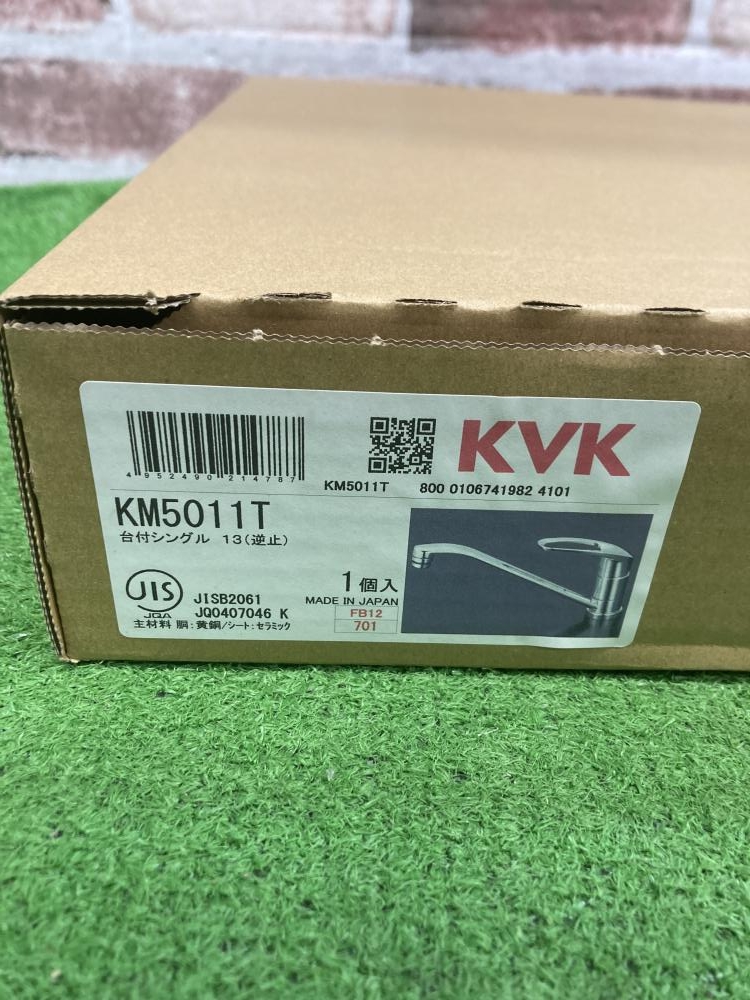 4952490214787
KM5011T 800 0106741982 4101
KVK
KM5011T
台付シングル 13(逆止)
JIS
JQA
JISB2061
JQ0407046 K
主材料 胴:黄銅/シート:セラミック
1個入
MADE IN JAPAN
FB12
701